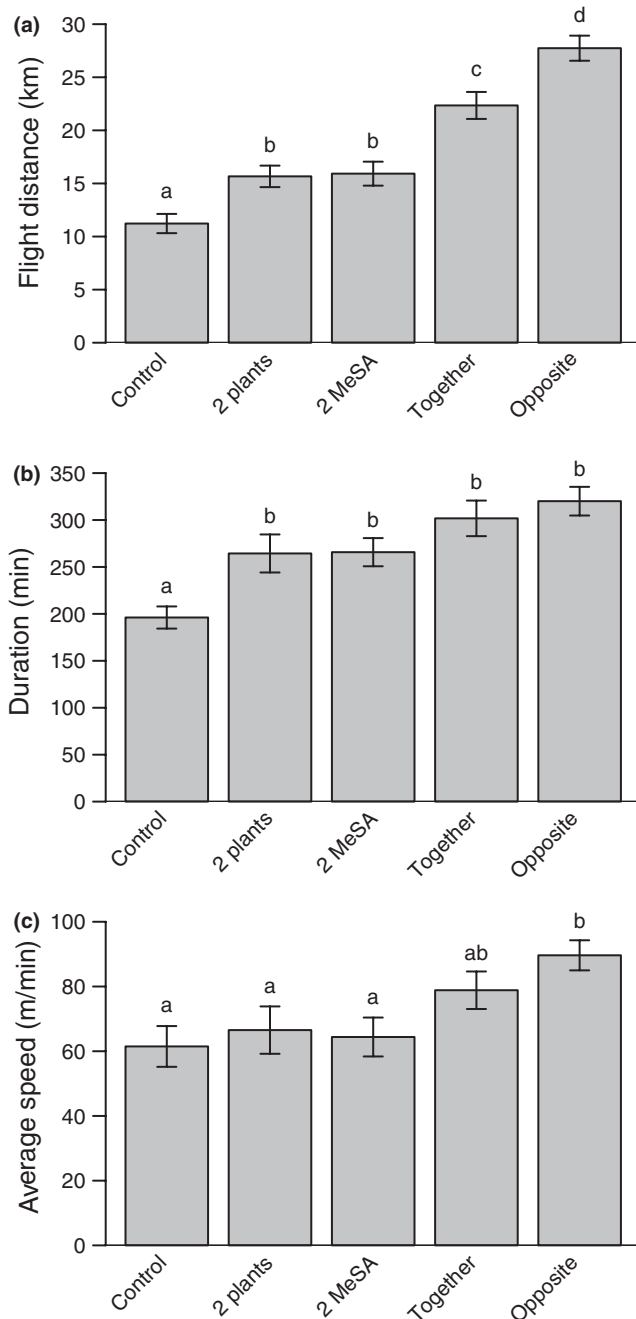 (a)
Flight distance (km)
30
25
20
15
10
5
0
a
b
b
c
d
Control
2 plants
2 MeSA
Together
Opposite
(b)
Duration (min)
350
300
250
200
150
100
50
0
a
b
b
b
b
Control
2 plants
2 MeSA
Together
Opposite
(c)
Average speed (m/min)
100
80
60
40
20
0
a
a
a
ab
b
Control
2 plants
2 MeSA
Together
Opposite